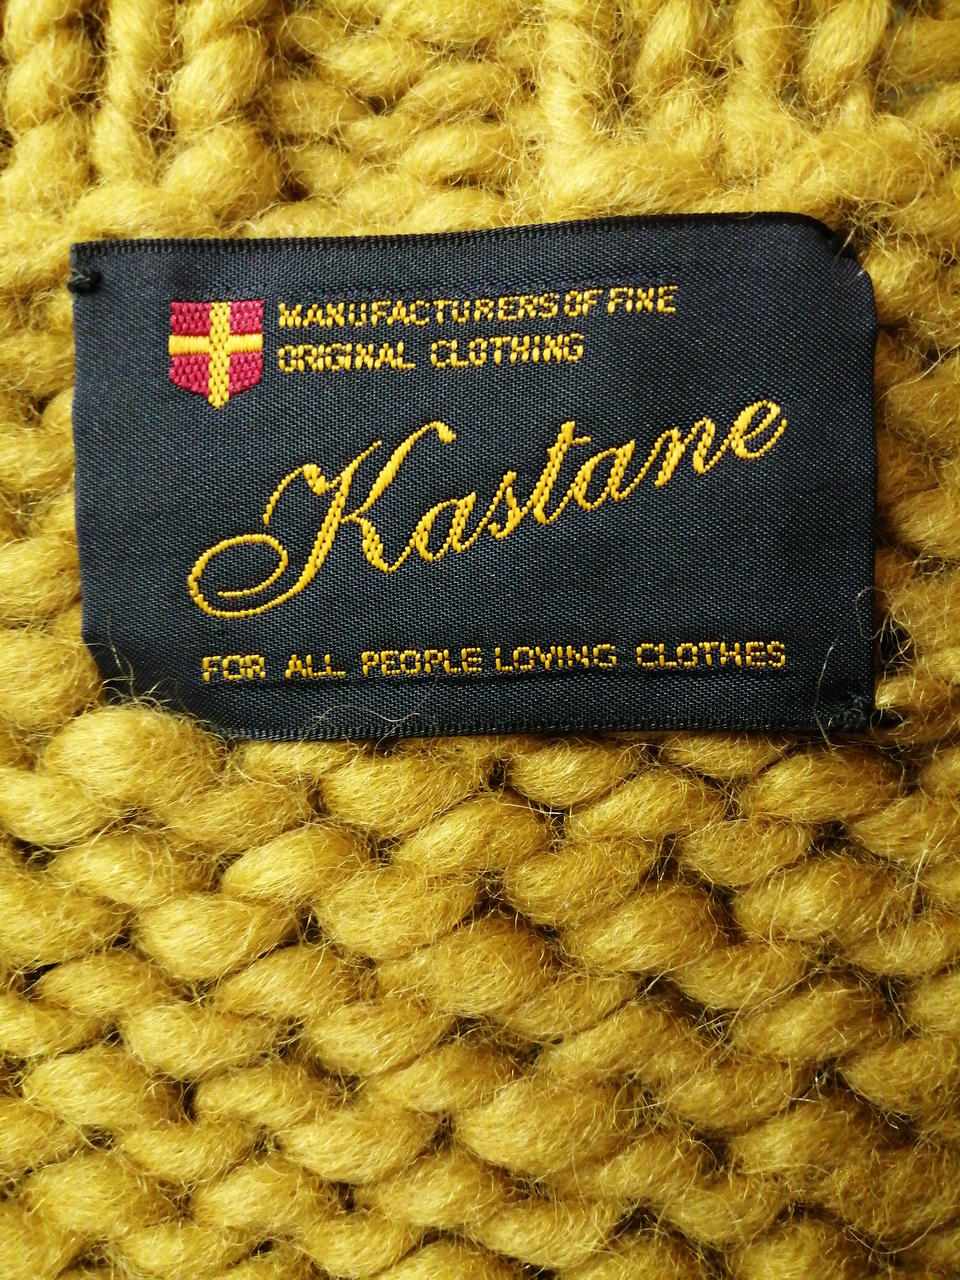 MANUFACTURERS OF FINE
ORIGINAL CLOTHING
Kastane
FOR ALL PEOPLE LOVING CLOTHES